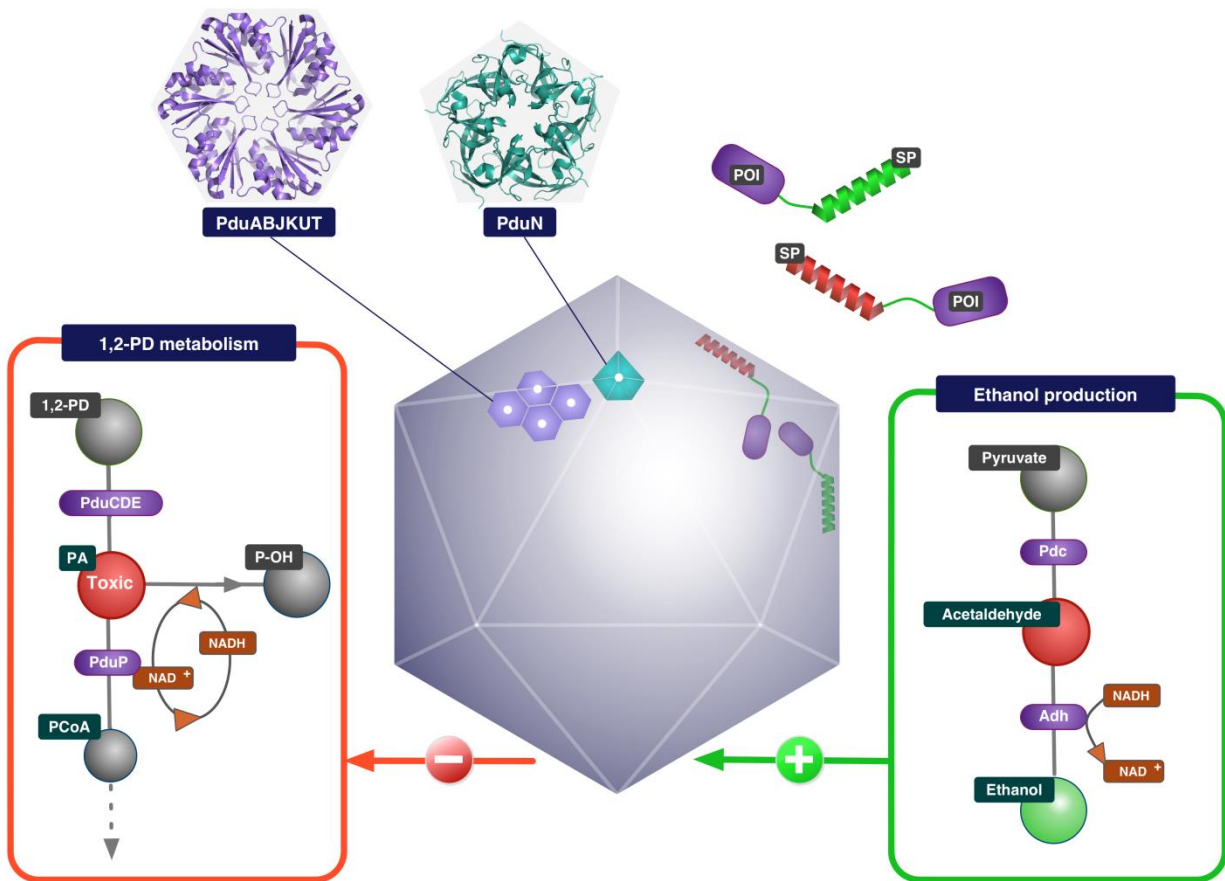 PduABJKUT
PduN
SP
POI
SP
POI
1,2-PD metabolism
1,2-PD
PduCDE
PA
P-OH
Toxic
NADH
PduP
NAD +
PCoA
Ethanol production
Pyruvate
Pdc
Acetaldehyde
NADH
Adh
NAD +
Ethanol